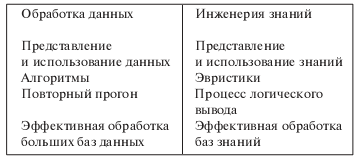 Обработка данных
Представление
и использование данных
Алгоритмы
Повторный прогон
Эффективная обработка
больших баз данных
Инженерия знаний
Представление
и использование знаний
Эвристики
Процесс логического
вывода
Эффективная обработка
баз знаний